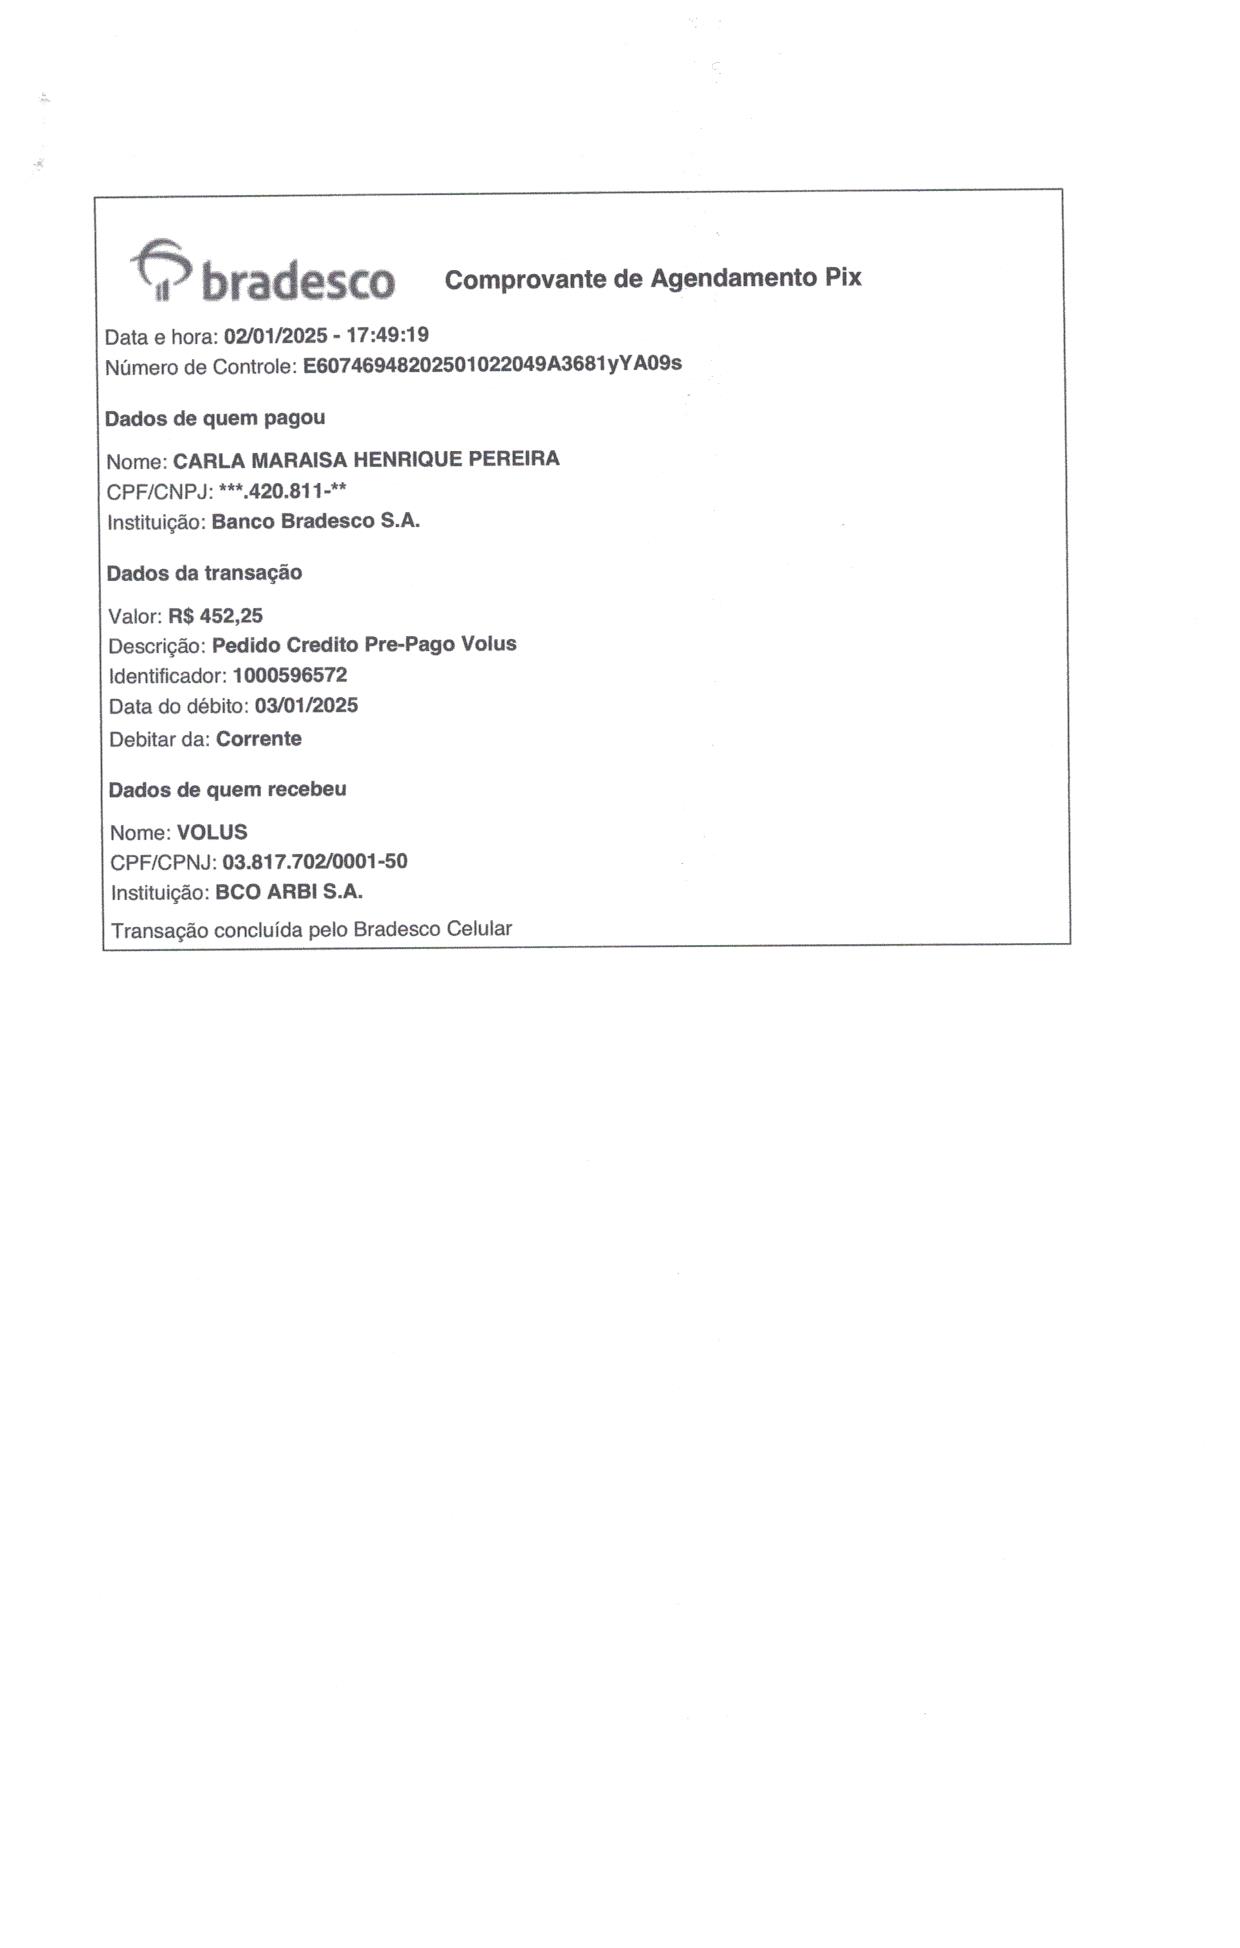 bradesco Comprovante de Agendamento Pix
Data e hora: 02/01/2025 - 17:49:19
Número de Controle: E60746948202501022049A3681yYA09s
Dados de quem pagou
Nome: CARLA MARAISA HENRIQUE PEREIRA
CPF/CNPJ: ***.420.811-**
Instituição: Banco Bradesco S.A.
Dados da transação
Valor: R$ 452,25
Descrição: Pedido Credito Pre-Pago Volus
Identificador: 1000596572
Data do débito: 03/01/2025
Debitar da: Corrente
Dados de quem recebeu
Nome: VOLUS
CPF/CPNJ: 03.817.702/0001-50
Instituição: BCO ARBI S.A.
Transação concluída pelo Bradesco Celular